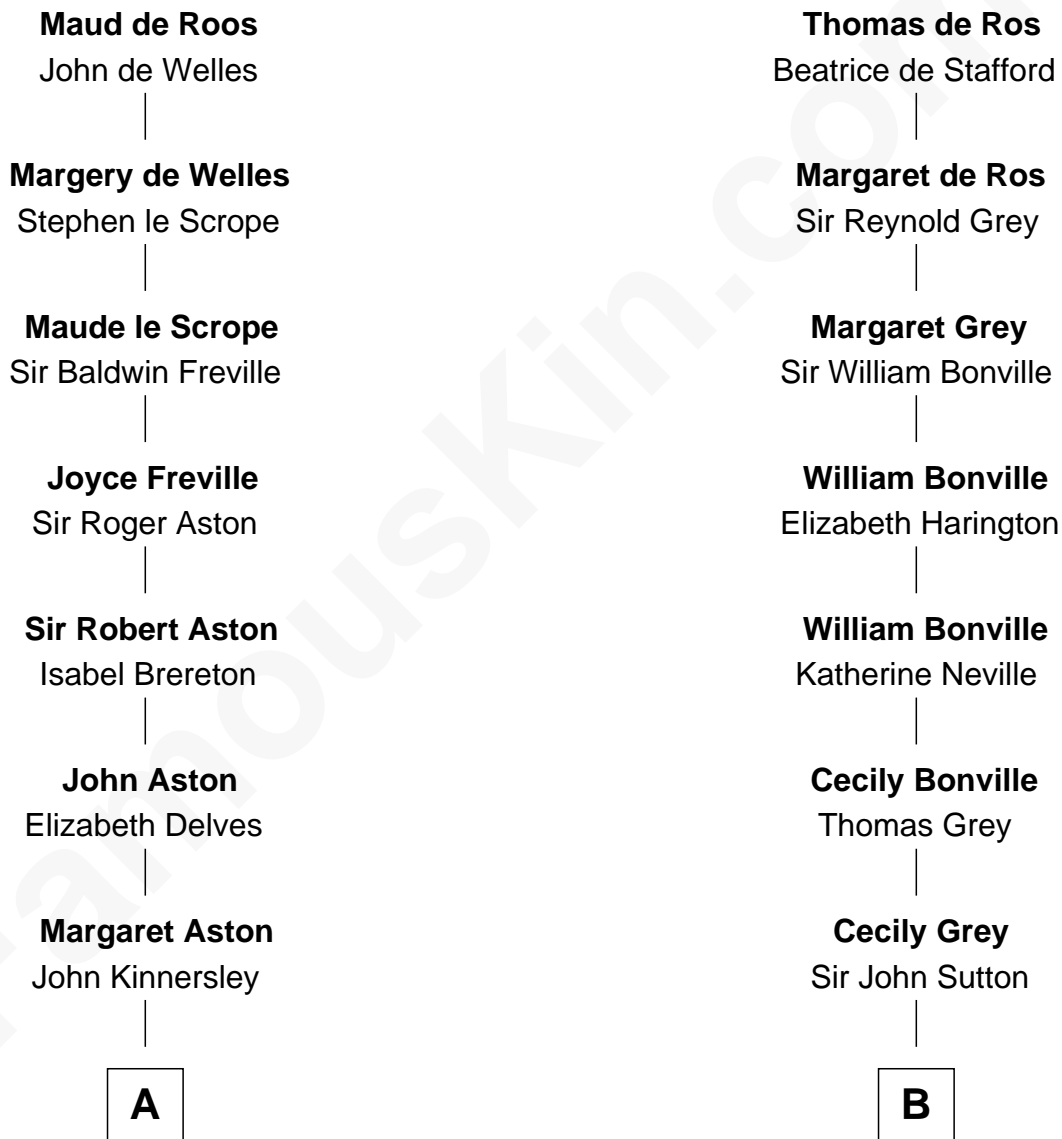 Maud de Roos
John de Welles
Margery de Welles
Stephen le Scrope
Maude le Scrope
Sir Baldwin Freville
Joyce Freville
Sir Roger Aston
Sir Robert Aston
Isabel Brereton
John Aston
Elizabeth Delves
Margaret Aston
John Kinnersley
A
Thomas de Ros
Beatrice de Stafford
Margaret de Ros
Sir Reynold Grey
Margaret Grey
Sir William Bonville
William Bonville
Elizabeth Harington
William Bonville
Katherine Neville
Cecily Bonville
Thomas Grey
Cecily Grey
Sir John Sutton
B
FamousKin.com